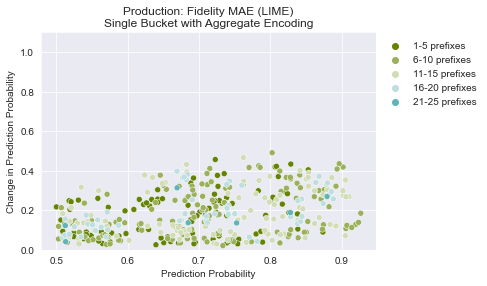 Production: Fidelity MAE (LIME)
Single Bucket with Aggregate Encoding
Change in Prediction Probability
1.0
0.8
0.6
0.4
0.2
0.0
0.5 0.6 0.7 0.8 0.9
Prediction Probability
1-5 prefixes
6-10 prefixes
11-15 prefixes
16-20 prefixes
21-25 prefixes